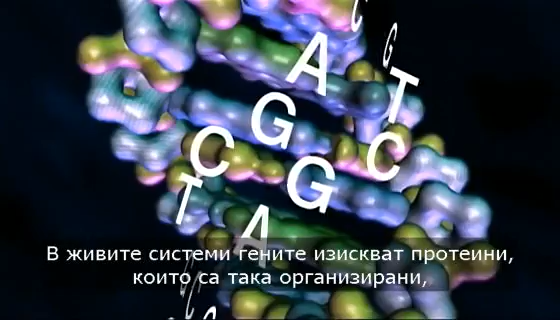 C G
A T
G C
C G
T A
В живите системи гените изискват протеини,
които са така организирани,